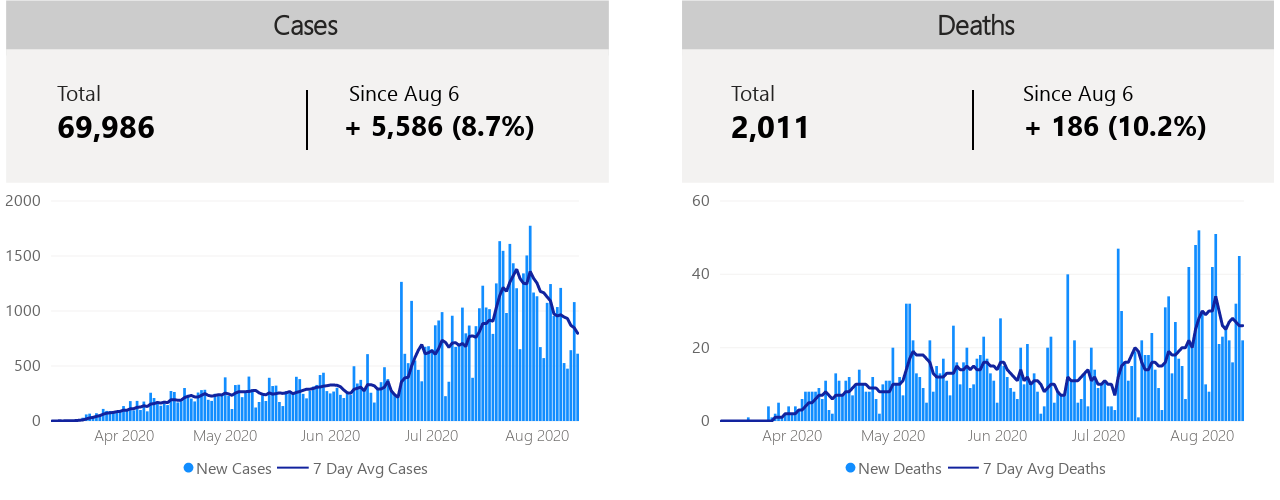 Cases
Total
Since Aug 6
69,986
+ 5,586 (8.7%)
2000
1500
1000
500
0
Apr 2020
May 2020
Jun 2020
Jul 2020
Aug 2020
New Cases
7 Day Avg Cases
Deaths
Total
Since Aug 6
2,011
+ 186 (10.2%)
60
40
20
0
Apr 2020
May 2020
Jun 2020
Jul 2020
Aug 2020
New Deaths
7 Day Avg Deaths